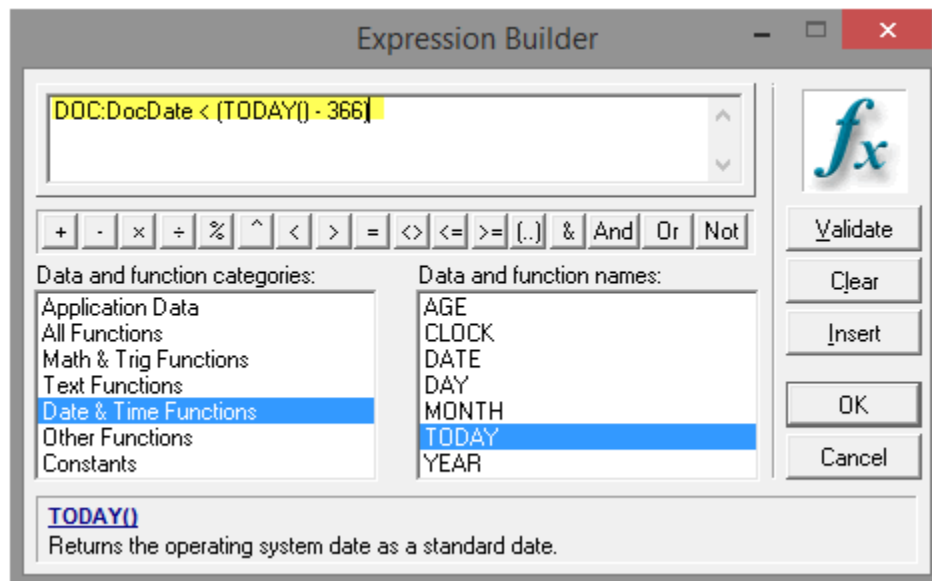 Expression Builder
DOC:DocDate < (TODAY() - 366)
fx
+ - × ÷ % ^ < > = <> <= >= (..) & And Or Not
Validate
Clear
Insert
OK
Cancel
Data and function categories:
Application Data
All Functions
Math & Trig Functions
Text Functions
Date & Time Functions
Other Functions
Constants
Data and function names:
AGE
CLOCK
DATE
DAY
MONTH
TODAY
YEAR
TODAY()
Returns the operating system date as a standard date.